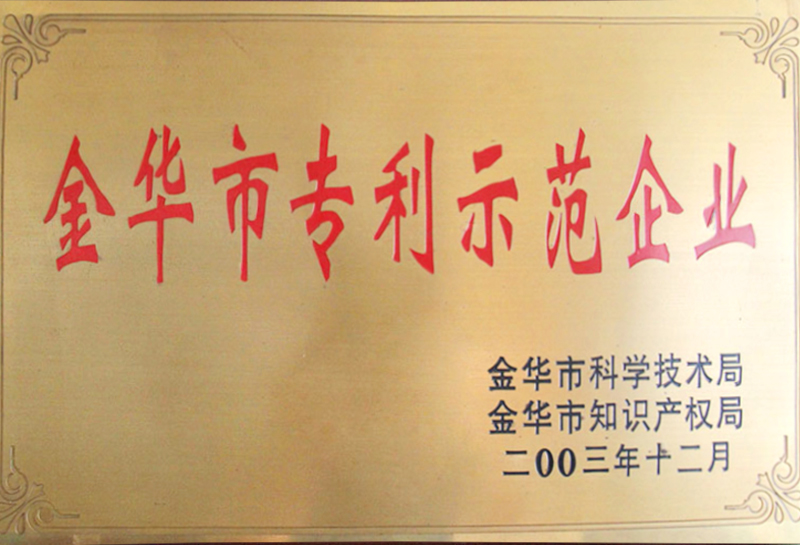 金华市专利示范企业
金华市科学技术局
金华市知识产权局
二00三年十二月